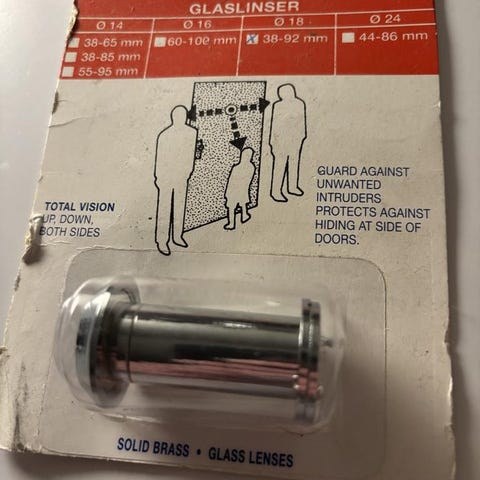 GLASLINSER
Ø 14 Ø 16 Ø 18 Ø 24
38-65 mm 60-100 mm 38-92 mm 44-86 mm
38-85 mm
55-95 mm
TOTAL VISION
UP, DOWN,
BOTH SIDES
GUARD AGAINST
UNWANTED
INTRUDERS
PROTECTS AGAINST
HIDING AT SIDE OF
DOORS.
SOLID BRASS • GLASS LENSES